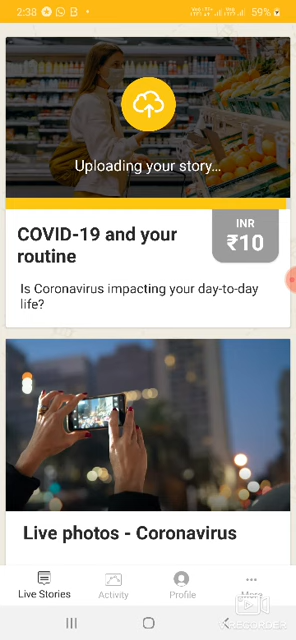 2:38
59%
Uploading your story...
COVID-19 and your
routine
INR
₹10
Is Coronavirus impacting your day-to-day
life?
Live photos - Coronavirus
Live Stories
Activity
Profile
More
RECORDER